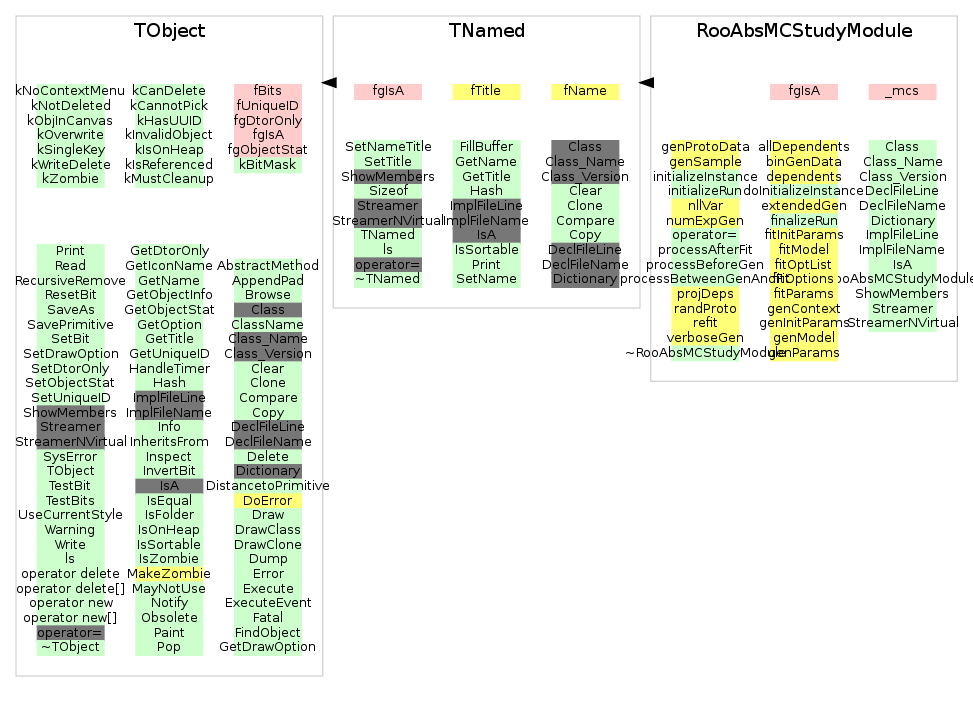 TObject
kNoContextMenu
kNotDeleted
kObjInCanvas
kOverwrite
kSingleKey
kWriteDelete
kZombie
kCanDelete
kCannotPick
kHasUUID
kInvalidObject
kIsOnHeap
kIsReferenced
kMustCleanup
fBits
fUniqueID
fgDtorOnly
fgIsA
fgObjectStat
kBitMask
Print
Read
RecursiveRemove
ResetBit
SaveAs
SavePrimitive
SetBit
SetDrawOption
SetDtorOnly
SetObjectStat
SetUniqueID
ShowMembers
Streamer
StreamerNVirtual
SysError
TObject
TestBit
TestBits
UseCurrentStyle
Warning
Write
ls
operator delete
operator delete[]
operator new
operator new[]
operator=
~TObject
GetDtorOnly
GetIconName
GetName
GetObjectInfo
GetObjectStat
GetOption
GetTitle
GetUniqueID
HandleTimer
Hash
ImplFileLine
ImplFileName
Info
InheritsFrom
Inspect
InvertBit
IsA
IsEqual
IsFolder
IsOnHeap
IsSortable
IsZombie
MakeZombie
MayNotUse
Notify
Obsolete
Paint
Pop
AbstractMethod
AppendPad
Browse
Class
ClassName
Class_Name
Class_Version
Clear
Clone
Compare
Copy
DeclFileLine
DeclFileName
Delete
Dictionary
DistancetoPrimitive
DoError
Draw
DrawClass
DrawClone
Dump
Error
Execute
ExecuteEvent
Fatal
FindObject
GetDrawOption
TNamed
fgIsA
fTitle
fName
SetNameTitle
SetTitle
ShowMembers
Sizeof
Streamer
StreamerNVirtual
TNamed
ls
operator=
~TNamed
FillBuffer
GetName
GetTitle
Hash
ImplFileLine
ImplFileName
IsA
IsSortable
Print
SetName
Class
Class_Name
Class_Version
Clear
Clone
Compare
Copy
DeclFileLine
DeclFileName
Dictionary
RooAbsMCStudyModule
fgIsA
_mcs
genProtoData
genSample
initializeInstance
initializeRun
nllVar
numExpGen
operator=
processAfterFit
processBeforeGen
processBetweenGenAndFit
projDeps
randProto
refit
verboseGen
~RooAbsMCStudyModule
allDependents
binGenData
dependents
doInitializeInstance
extendedGen
finalizeRun
fitInitParams
fitModel
fitOptList
fitOptions
fitParams
genContext
genInitParams
genModel
genParams
Class
Class_Name
Class_Version
DeclFileLine
DeclFileName
Dictionary
ImplFileLine
ImplFileName
IsA
RooAbsMCStudyModule
ShowMembers
Streamer
StreamerNVirtual